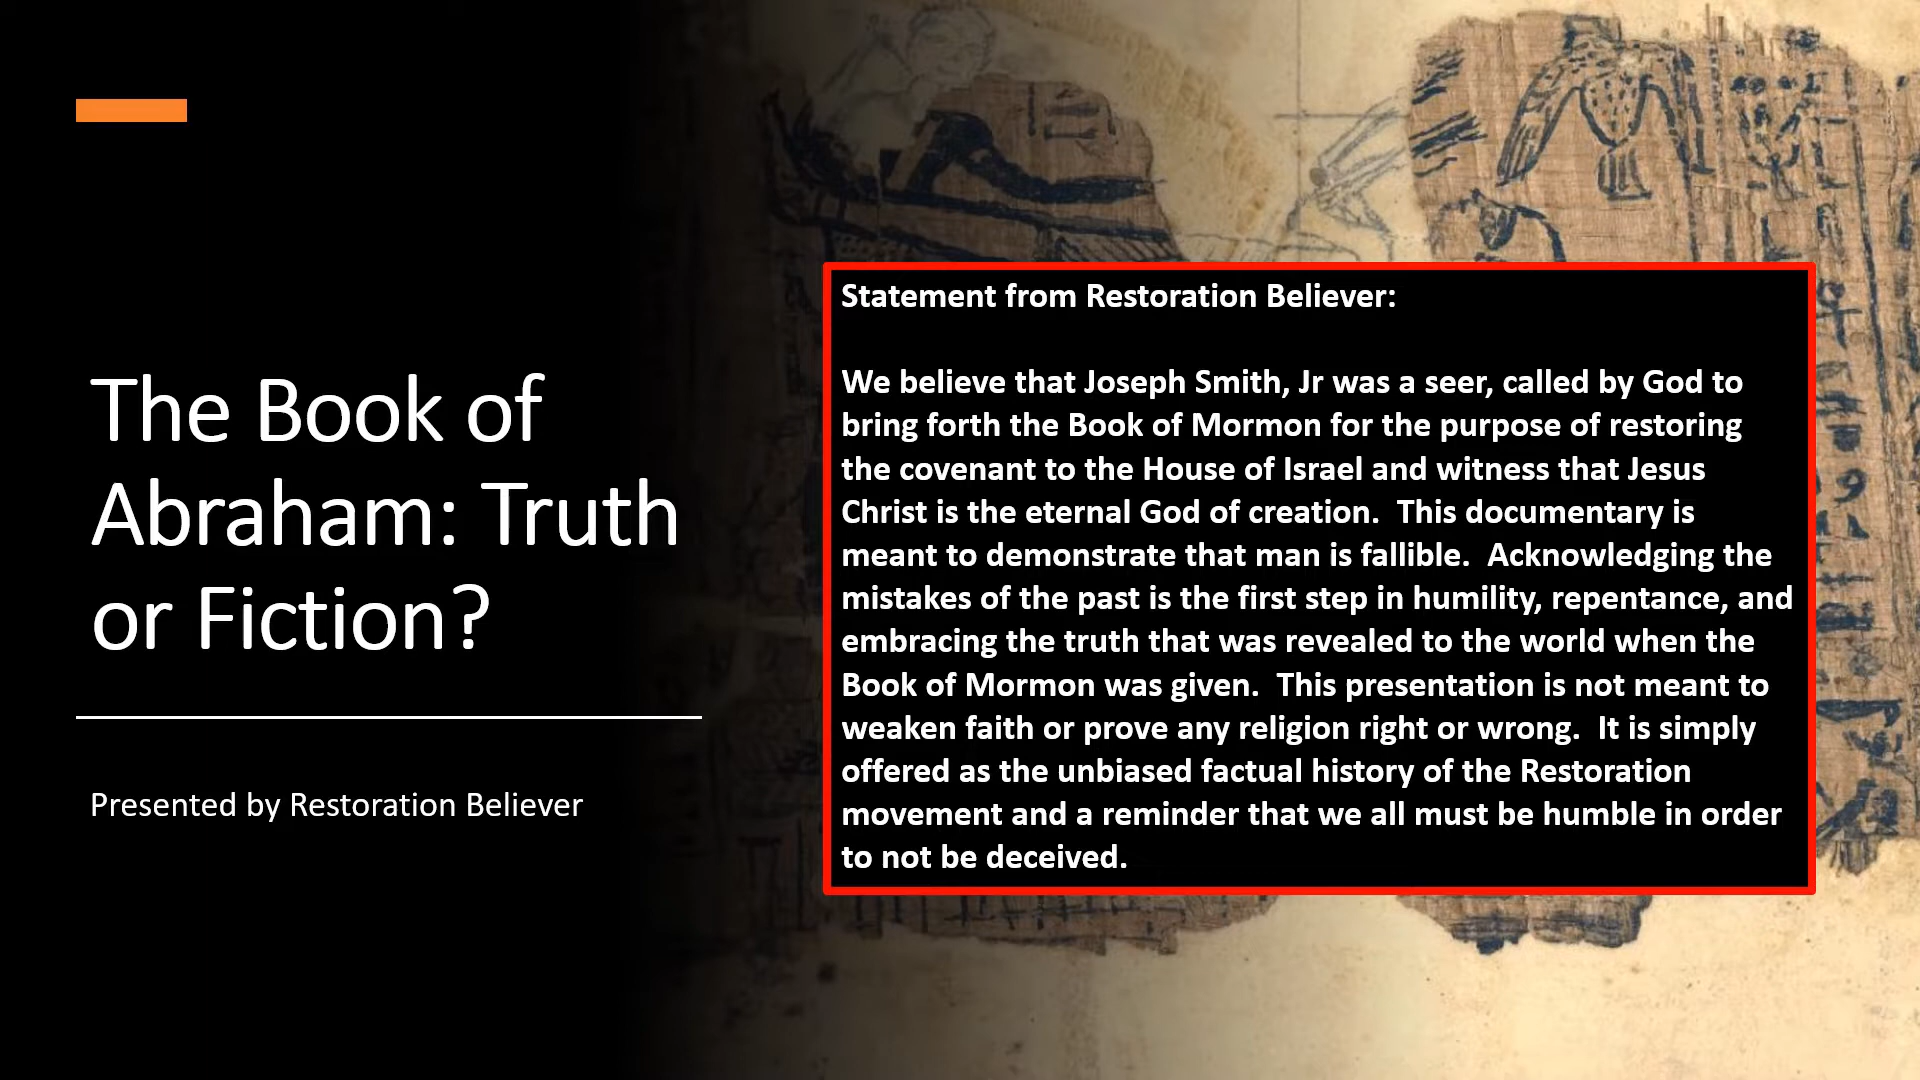 The Book of
Abraham: Truth
or Fiction?
Presented by Restoration Believer
Statement from Restoration Believer:
We believe that Joseph Smith, Jr was a seer, called by God to
bring forth the Book of Mormon for the purpose of restoring
the covenant to the House of Israel and witness that Jesus
Christ is the eternal God of creation.  This documentary is
meant to demonstrate that man is fallible.  Acknowledging the
mistakes of the past is the first step in humility, repentance, and
embracing the truth that was revealed to the world when the
Book of Mormon was given.  This presentation is not meant to
weaken faith or prove any religion right or wrong.  It is simply
offered as the unbiased factual history of the Restoration
movement and a reminder that we all must be humble in order
to not be deceived.